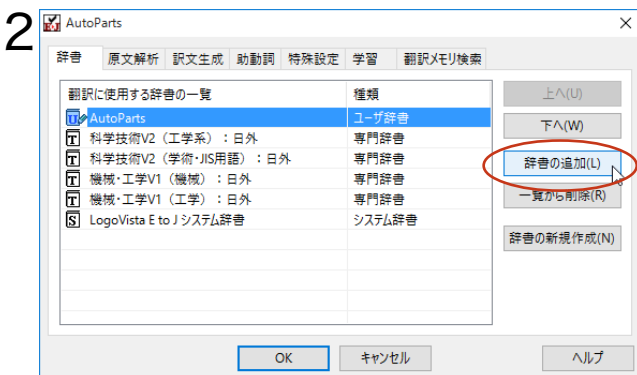 2
AutoParts
辞書 原文解析 訳文生成 助動詞 特殊設定 学習 翻訳メモリ検索
翻訳に使用する辞書の一覧 種類
AutoParts ユーザ辞書
科学技術V2（工学系）：日外 専門辞書
科学技術V2（学術・JIS用語）：日外 専門辞書
機械・工学V1（機械）：日外 専門辞書
機械・工学V1（工学）：日外 専門辞書
LogoVista E to J システム辞書 システム辞書
上へ(U)
下へ(W)
辞書の追加(L)
一覧から削除(R)
辞書の新規作成(N)
OK キャンセル ヘルプ